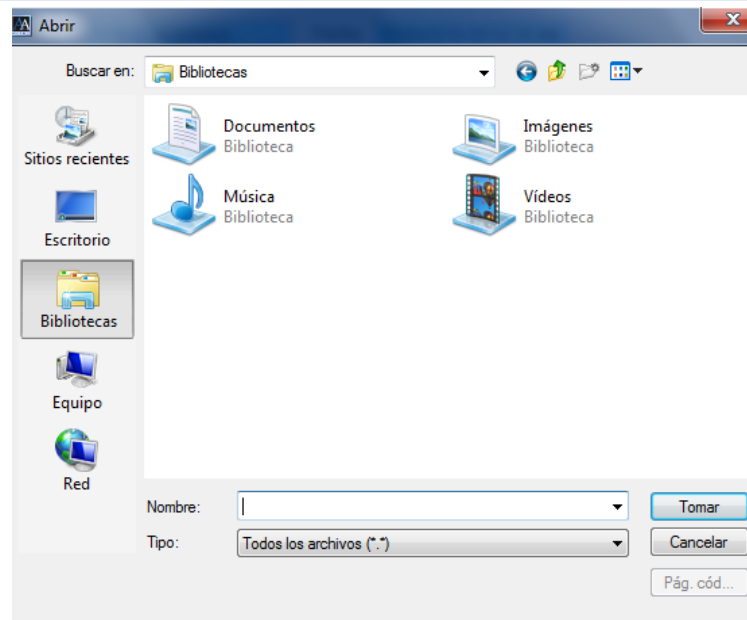 Abrir
Buscar en:
Bibliotecas
Sitios recientes
Escritorio
Bibliotecas
Equipo
Red
Documentos
Biblioteca
Imágenes
Biblioteca
Música
Biblioteca
Vídeos
Biblioteca
Nombre:
Tomar
Tipo:
Todos los archivos (*.*)
Cancelar
Pág. cód...